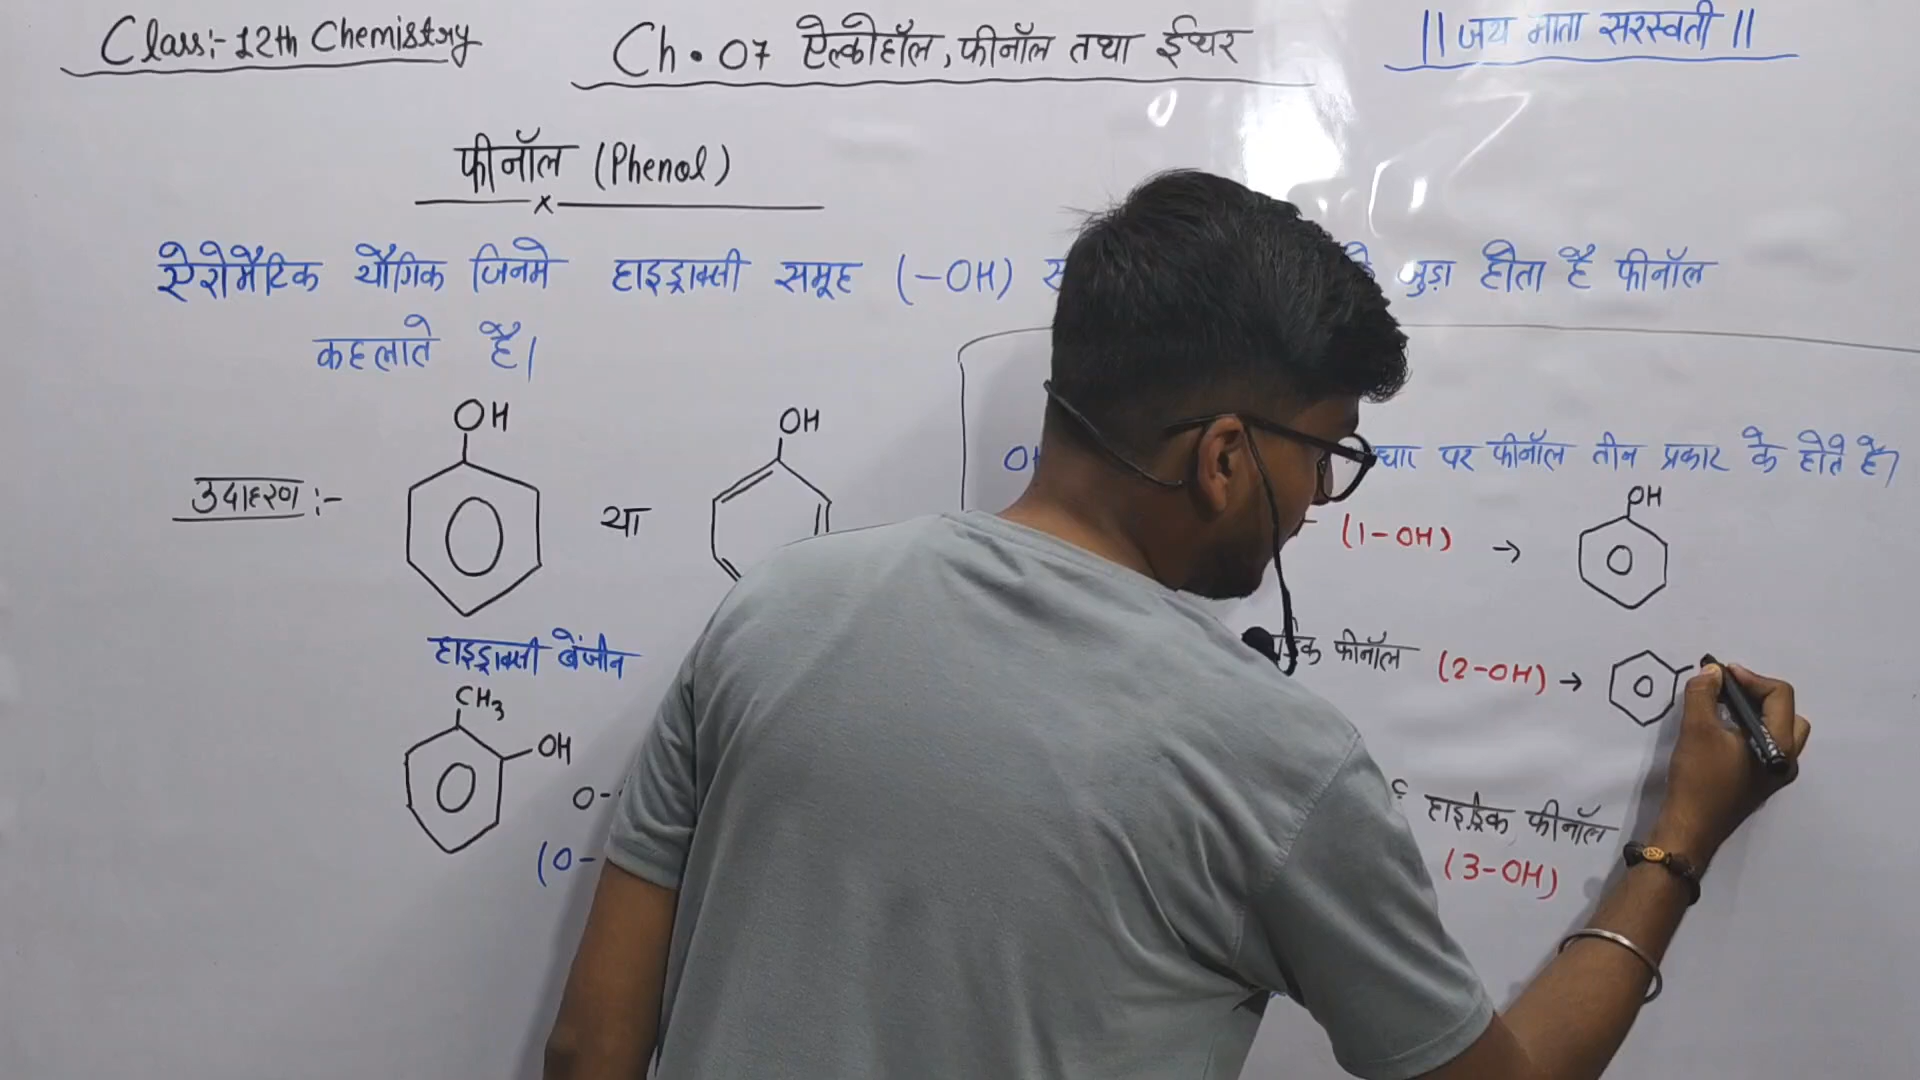 Class:- 12th Chemistry
Ch. 07 ऐल्कोहॉल, फीनॉल तथा ईथर
|| जय माता सरस्वती ||
फीनॉल (Phenol)
ऐरोमैटिक यौगिक जिनमे हाइड्राक्सी समूह (-OH) जुड़ा होता है फीनॉल
कहलाते है।
उदाहरण :-
OH
या
OH
हाइड्राक्सी बेंजीन
CH3
OH
O-
(O-
पर फीनॉल तीन प्रकार के होते है।
(1-OH) →
OH
फीनॉल (2-OH) →
हाइड्रिक फीनॉल
(3-OH)